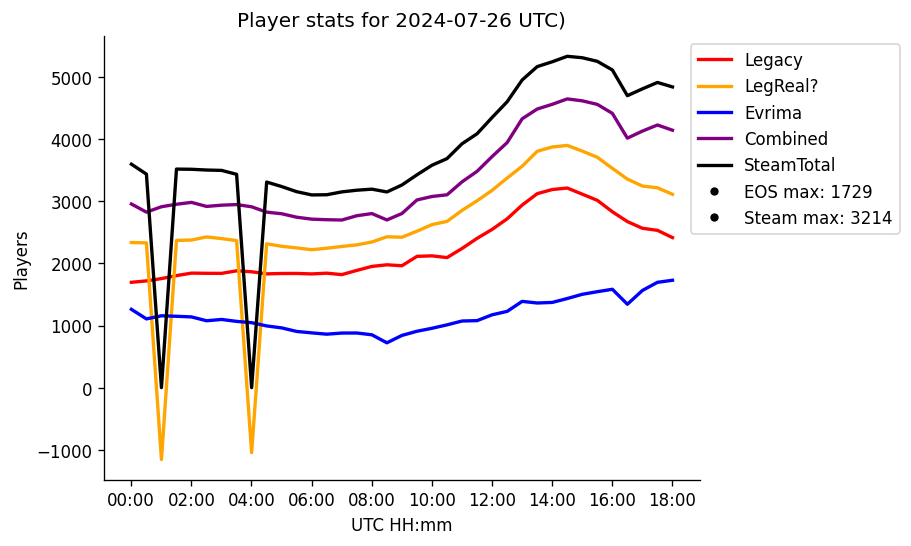 Player stats for 2024-07-26 UTC)
Legacy
LegReal?
Evrima
Combined
SteamTotal
EOS max: 1729
Steam max: 3214
Players
5000
4000
3000
2000
1000
0
−1000
00:00 02:00 04:00 06:00 08:00 10:00 12:00 14:00 16:00 18:00
UTC HH:mm